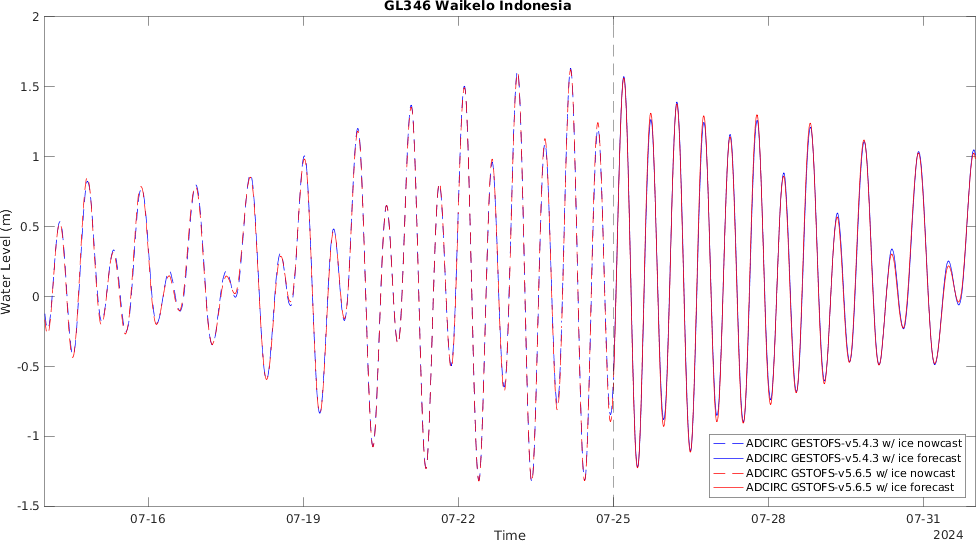 GL346 Waikelo Indonesia
2
1.5
1
0.5
0
-0.5
-1
-1.5
Water Level (m)
ADCIRC GESTOFS-v5.4.3 w/ ice nowcast
ADCIRC GESTOFS-v5.4.3 w/ ice forecast
ADCIRC GSTOFS-v5.6.5 w/ ice nowcast
ADCIRC GSTOFS-v5.6.5 w/ ice forecast
07-16 07-19 07-22 07-25 07-28 07-31
Time
2024